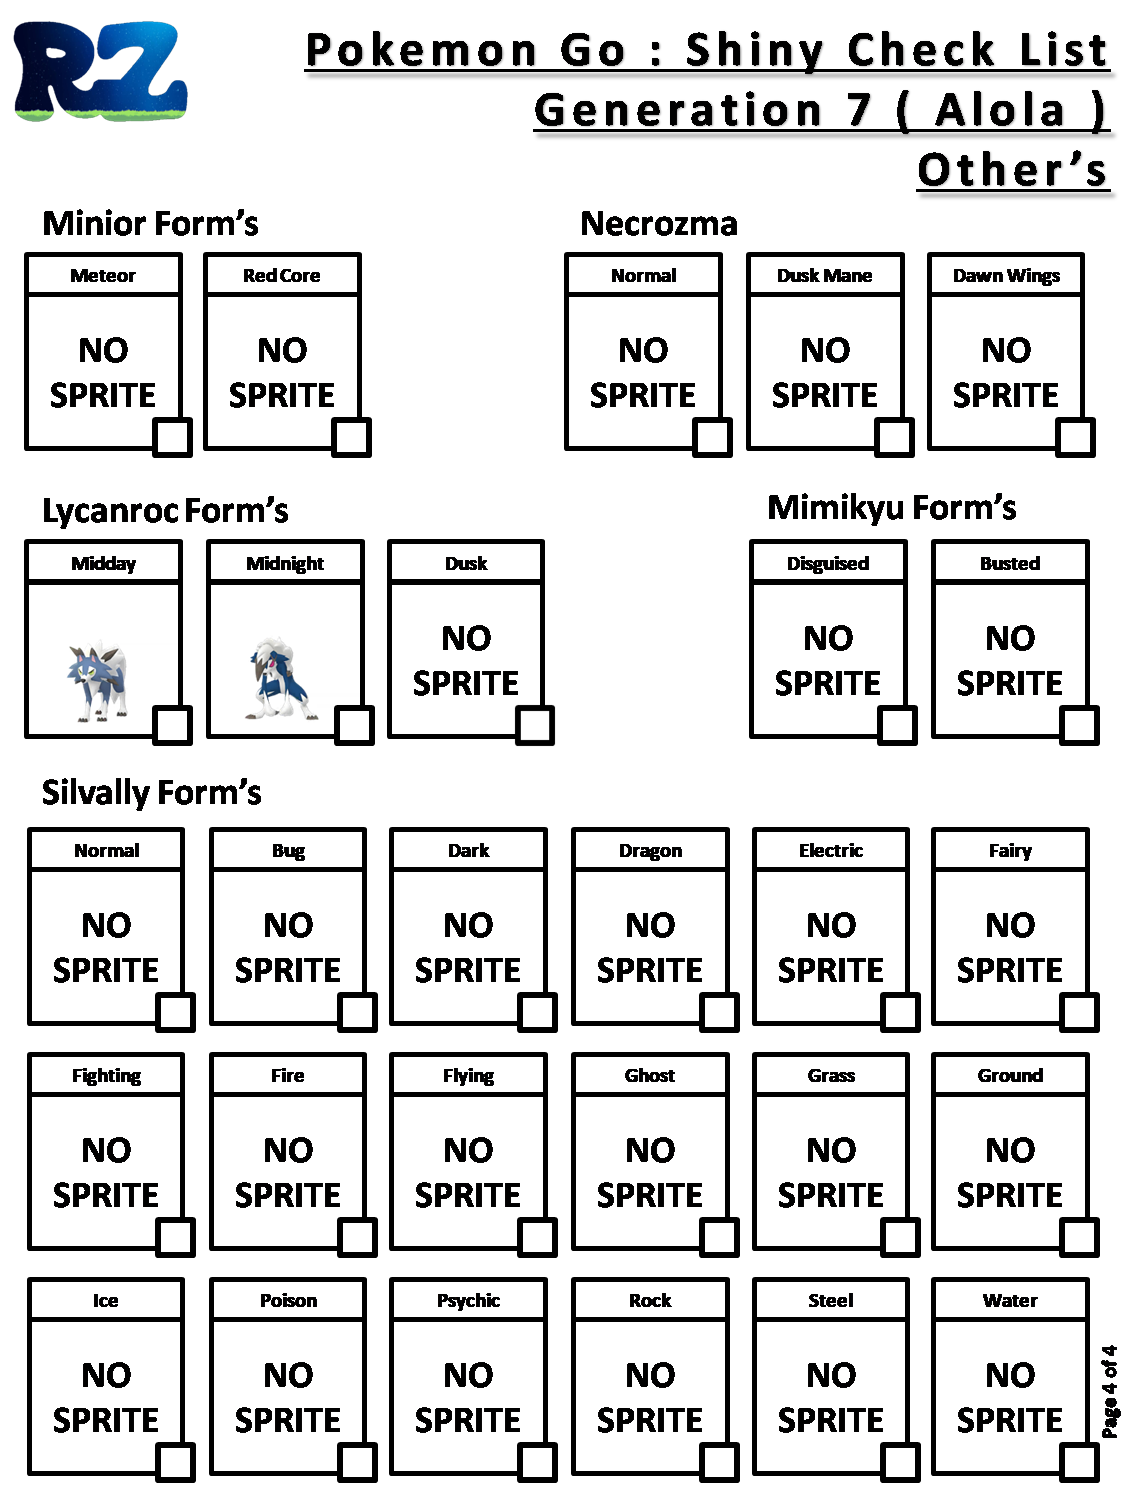 RZ
Pokemon Go : Shiny Check List
Generation 7 ( Alola )
Other’s
Minior Form’s
Meteor
NO
SPRITE
Red Core
NO
SPRITE
Necrozma
Normal
NO
SPRITE
Dusk Mane
NO
SPRITE
Dawn Wings
NO
SPRITE
Lycanroc Form’s
Midday
Midnight
Dusk
NO
SPRITE
Mimikyu Form’s
Disguised
NO
SPRITE
Busted
NO
SPRITE
Silvally Form’s
Normal
NO
SPRITE
Bug
NO
SPRITE
Dark
NO
SPRITE
Dragon
NO
SPRITE
Electric
NO
SPRITE
Fairy
NO
SPRITE
Fighting
NO
SPRITE
Fire
NO
SPRITE
Flying
NO
SPRITE
Ghost
NO
SPRITE
Grass
NO
SPRITE
Ground
NO
SPRITE
Ice
NO
SPRITE
Poison
NO
SPRITE
Psychic
NO
SPRITE
Rock
NO
SPRITE
Steel
NO
SPRITE
Water
NO
SPRITE
Page 4 of 4